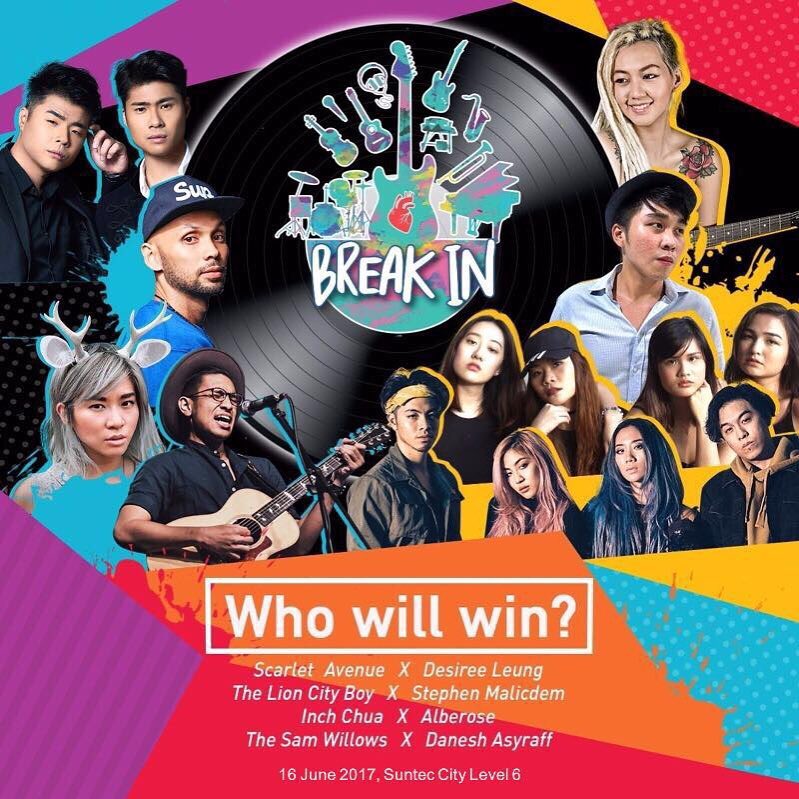 Sup
BREAK IN
Who will win?
Scarlet Avenue X Desiree Leung
The Lion City Boy X Stephen Malicdem
Inch Chua X Alberose
The Sam Willows X Danesh Asyraff
16 June 2017, Suntec City Level 6